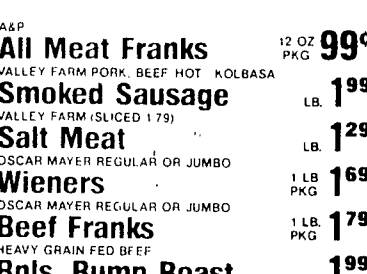 A&P
All Meat Franks 12 OZ PKG 99¢
VALLEY FARM PORK, BEEF HOT KOLBASA
Smoked Sausage LB. 1 99
VALLEY FARM (SLICED 1 79)
Salt Meat LB. 1 29
OSCAR MAYER REGULAR OR JUMBO
Wieners 1 LB PKG 1 69
OSCAR MAYER REGULAR OR JUMBO
Beef Franks 1 LB. PKG 1 79
HEAVY GRAIN FED BEEF
Bnls. Rump Roast 1 99